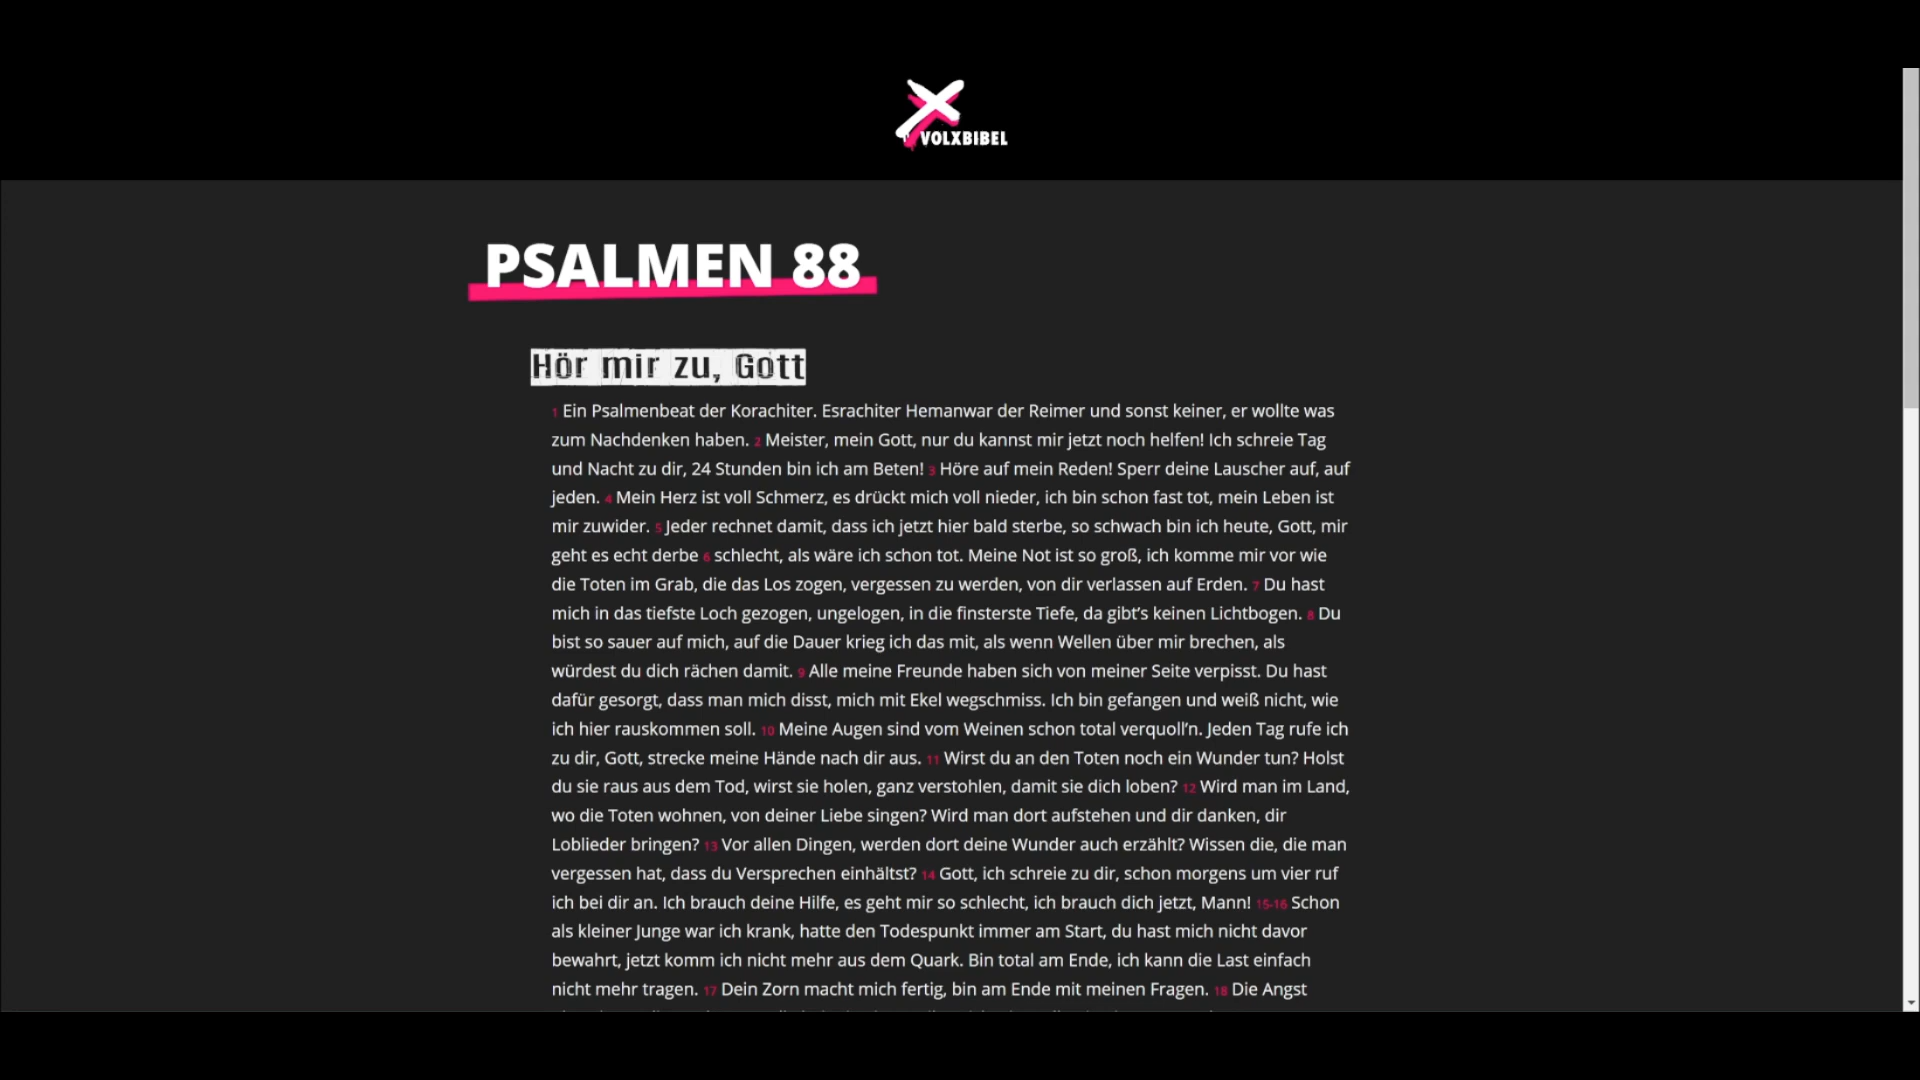 VOLXBIBEL
PSALMEN 88
Hör mir zu, Gott
1 Ein Psalmenbeat der Korachiter. Esrachiter Hemanwar der Reimer und sonst keiner, er wollte was
zum Nachdenken haben. 2 Meister, mein Gott, nur du kannst mir jetzt noch helfen! Ich schreie Tag
und Nacht zu dir, 24 Stunden bin ich am Beten! 3 Höre auf mein Reden! Sperr deine Lauscher auf, auf
jeden. 4 Mein Herz ist voll Schmerz, es drückt mich voll nieder, ich bin schon fast tot, mein Leben ist
mir zuwider. 5 Jeder rechnet damit, dass ich jetzt hier bald sterbe, so schwach bin ich heute, Gott, mir
geht es echt derbe 6 schlecht, als wäre ich schon tot. Meine Not ist so groß, ich komme mir vor wie
die Toten im Grab, die das Los zogen, vergessen zu werden, von dir verlassen auf Erden. 7 Du hast
mich in das tiefste Loch gezogen, ungelogen, in die finsterste Tiefe, da gibt’s keinen Lichtbogen. 8 Du
bist so sauer auf mich, auf die Dauer krieg ich das mit, als wenn Wellen über mir brechen, als
würdest du dich rächen damit. 9 Alle meine Freunde haben sich von meiner Seite verpisst. Du hast
dafür gesorgt, dass man mich disst, mich mit Ekel wegschmiss. Ich bin gefangen und weiß nicht, wie
ich hier rauskommen soll. 10 Meine Augen sind vom Weinen schon total verquoll’n. Jeden Tag rufe ich
zu dir, Gott, strecke meine Hände nach dir aus. 11 Wirst du an den Toten noch ein Wunder tun? Holst
du sie raus aus dem Tod, wirst sie holen, ganz verstohlen, damit sie dich loben? 12 Wird man im Land,
wo die Toten wohnen, von deiner Liebe singen? Wird man dort aufstehen und dir danken, dir
Loblieder bringen? 13 Vor allen Dingen, werden dort deine Wunder auch erzählt? Wissen die, die man
vergessen hat, dass du Versprechen einhältst? 14 Gott, ich schreie zu dir, schon morgens um vier ruf
ich bei dir an. Ich brauch deine Hilfe, es geht mir so schlecht, ich brauch dich jetzt, Mann! 15-16 Schon
als kleiner Junge war ich krank, hatte den Todespunkt immer am Start, du hast mich nicht davor
bewahrt, jetzt komm ich nicht mehr aus dem Quark. Bin total am Ende, ich kann die Last einfach
nicht mehr tragen. 17 Dein Zorn macht mich fertig, bin am Ende mit meinen Fragen. 18 Die Angst